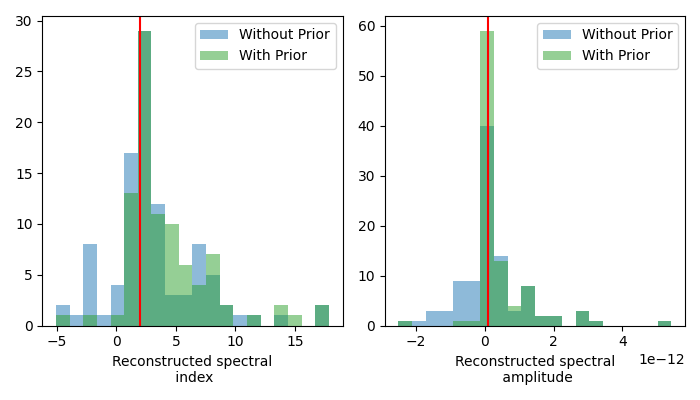 30
25
20
15
10
5
0
−5
0
5
10
15
Without Prior
With Prior
Reconstructed spectral
index
60
50
40
30
20
10
0
−2
0
2
4
1e−12
Without Prior
With Prior
Reconstructed spectral
amplitude